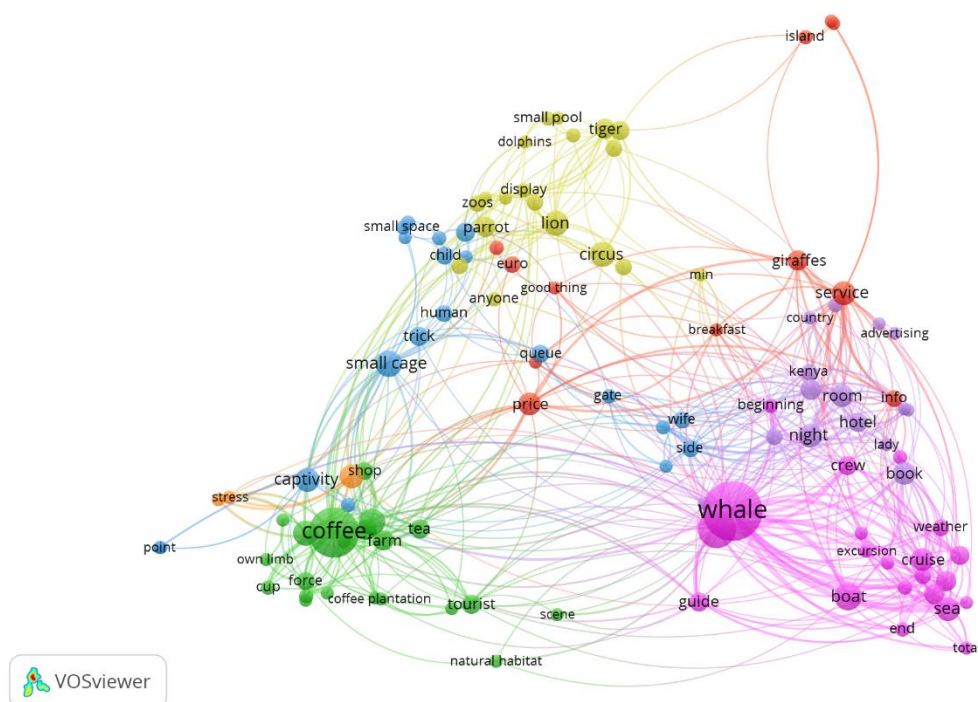 island
small pool
tiger
dolphins
display
zoos
small space
parrot
lion
child
euro
circus
giraffes
min
good thing
service
anyone
human
country
breakfast
advertising
trick
queue
small cage
kenya
price
gate
beginning
room
info
wife
hotel
night
side
lady
crew
captivity
shop
book
stress
whale
coffee
tea
weather
farm
point
excursion
own limb
cruise
cup
force
coffee plantation
tourist
guide
boat
sea
scene
end
tota
natural habitat
VOSviewer